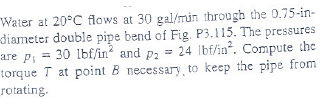 Water at 20°C flows at 30 gal/min through the 0.75-in-
diameter double pipe bend of Fig. P3.115. The pressures
are p₁ = 30 lbf/in² and p₂ = 24 lbf/in². Compute the
torque T at point B necessary to keep the pipe from
rotating.